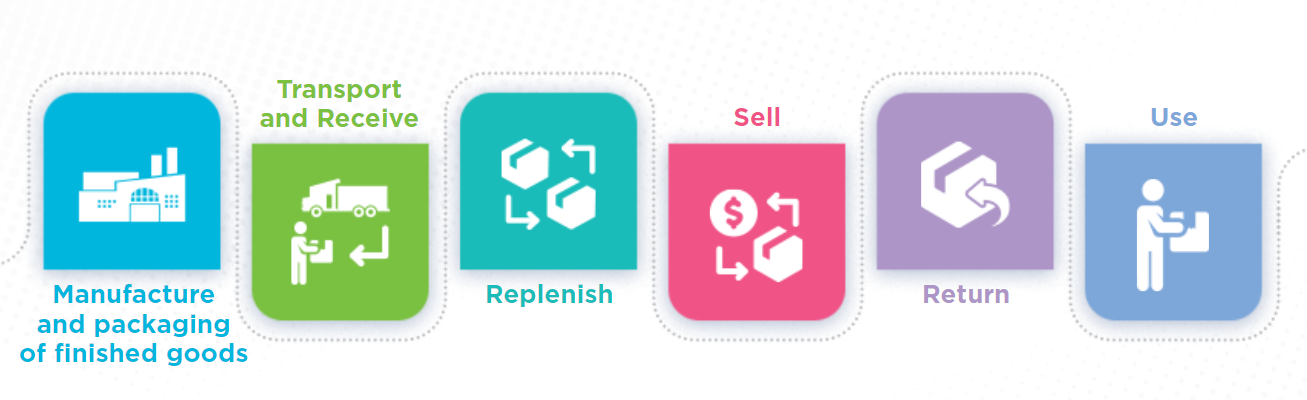 Manufacture
and packaging
of finished goods
Transport
and Receive
Replenish
Sell
$
Return
Use